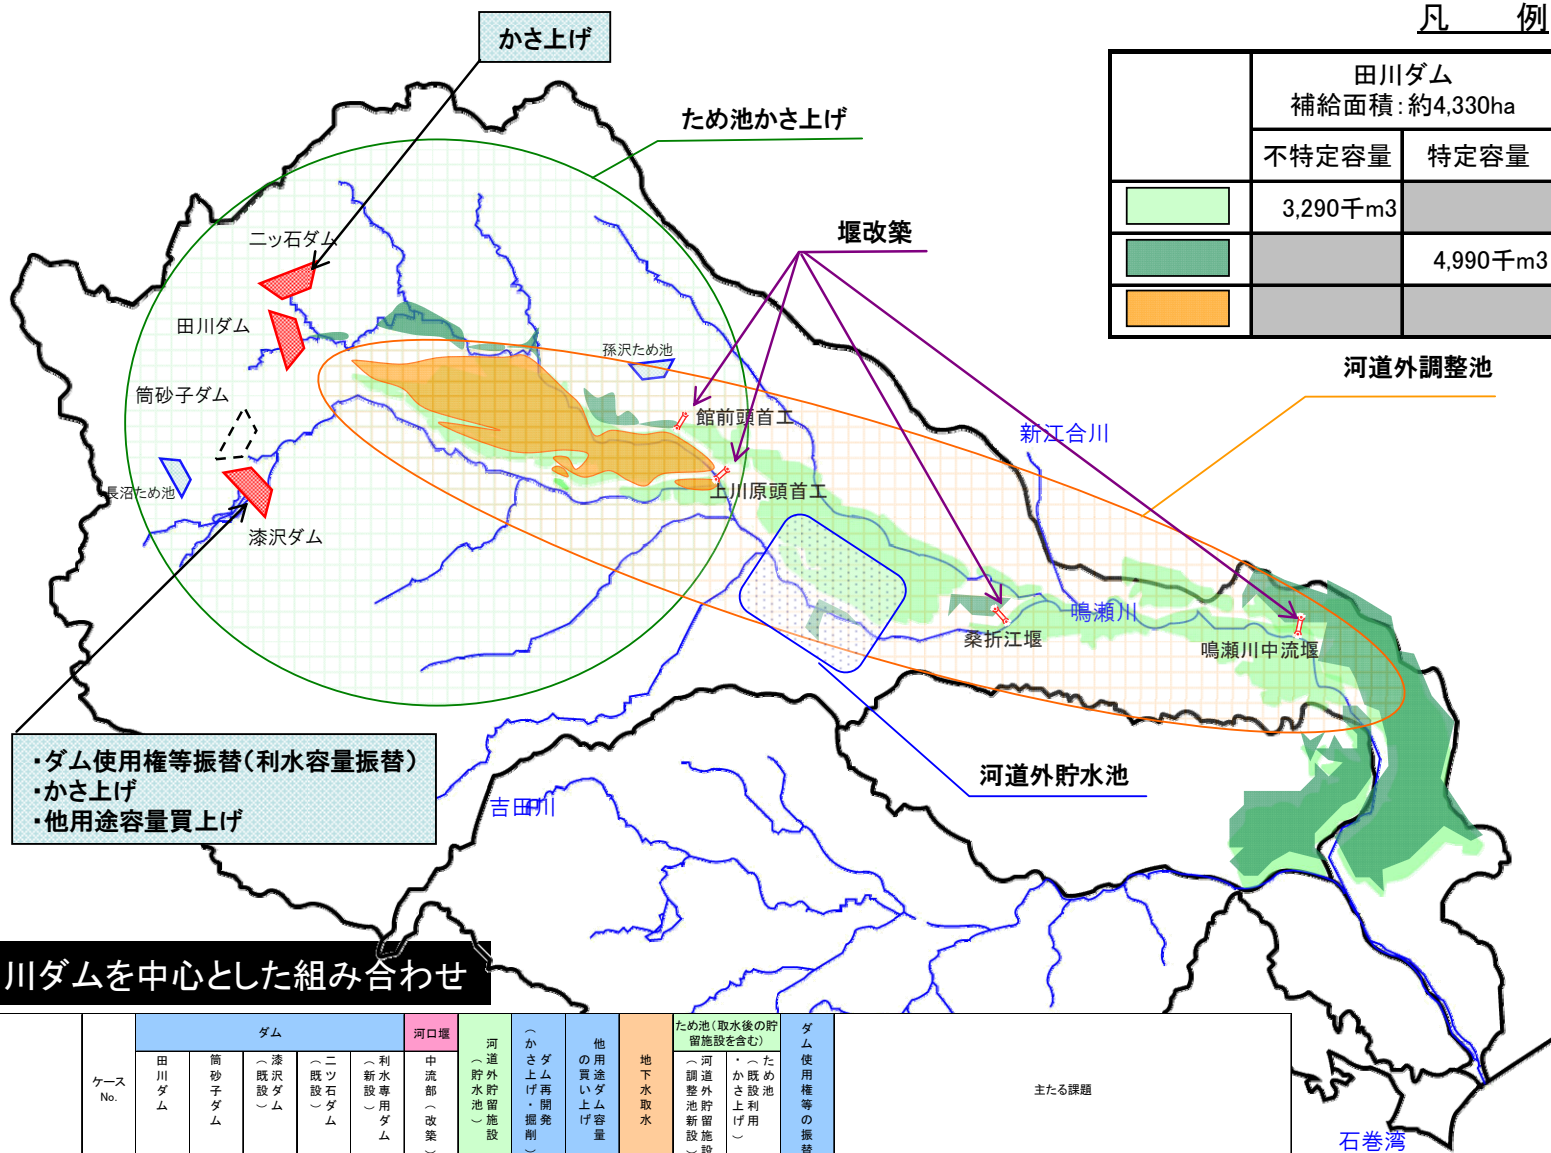 凡　例
田川ダム
補給面積：約4,330ha
不特定容量　特定容量
3,290千m3
4,990千m3
かさ上げ
ため池かさ上げ
堰改築
二ッ石ダム
田川ダム
孫沢ため池
筒砂子ダム
館前頭首工
河道外調整池
新江合川
長沼ため池
上川原頭首工
漆沢ダム
鳴瀬川
桑折江堰
鳴瀬川中流堰
・ダム使用権等振替（利水容量振替）
・かさ上げ
・他用途容量買上げ
河道外貯水池
吉田川
川ダムを中心とした組み合わせ
ケース
No.
ダム
田川ダム
筒砂子ダム
漆沢ダム
（既設）
二ツ石ダム
（既設）
利水専用ダム
（新設）
河口堰
中流部（改築）
河道外貯留施設
（貯水池）
ダム再開発
（かさ上げ・掘削）
他用途ダム容量
の買い上げ
地下水取水
ため池（取水後の貯
留施設を含む）
河道外貯留施設
（調整池新設）
ため池
（既設利用
・かさ上げ）
ダム使用権等の振替
主たる課題
石巻湾